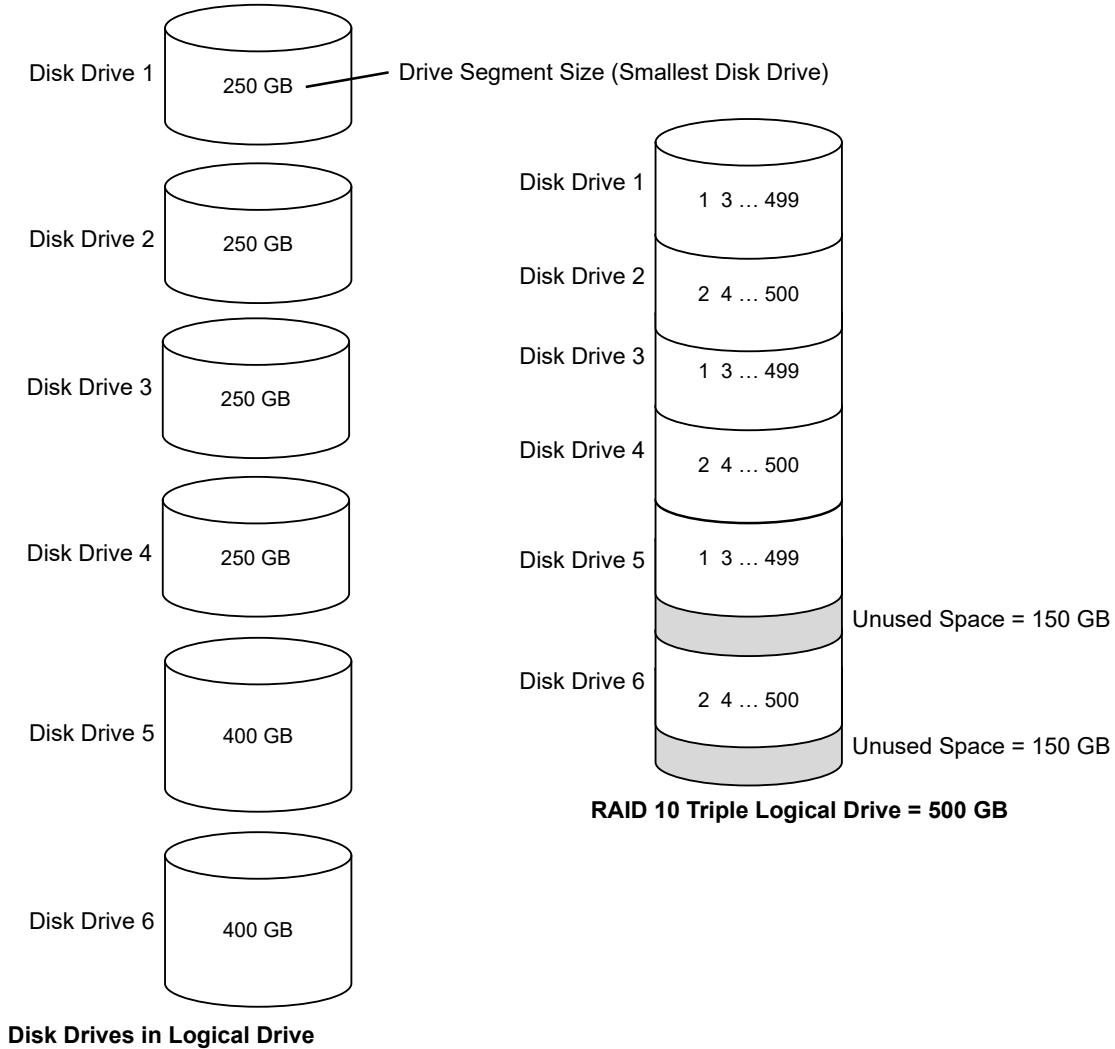 Disk Drive 1
250 GB
Drive Segment Size (Smallest Disk Drive)
Disk Drive 2
250 GB
Disk Drive 3
250 GB
Disk Drive 4
250 GB
Disk Drive 5
400 GB
Disk Drive 6
400 GB
Disk Drives in Logical Drive
Disk Drive 1
1 3 … 499
Disk Drive 2
2 4 … 500
Disk Drive 3
1 3 … 499
Disk Drive 4
2 4 … 500
Disk Drive 5
1 3 … 499
Unused Space = 150 GB
Disk Drive 6
2 4 … 500
Unused Space = 150 GB
RAID 10 Triple Logical Drive = 500 GB